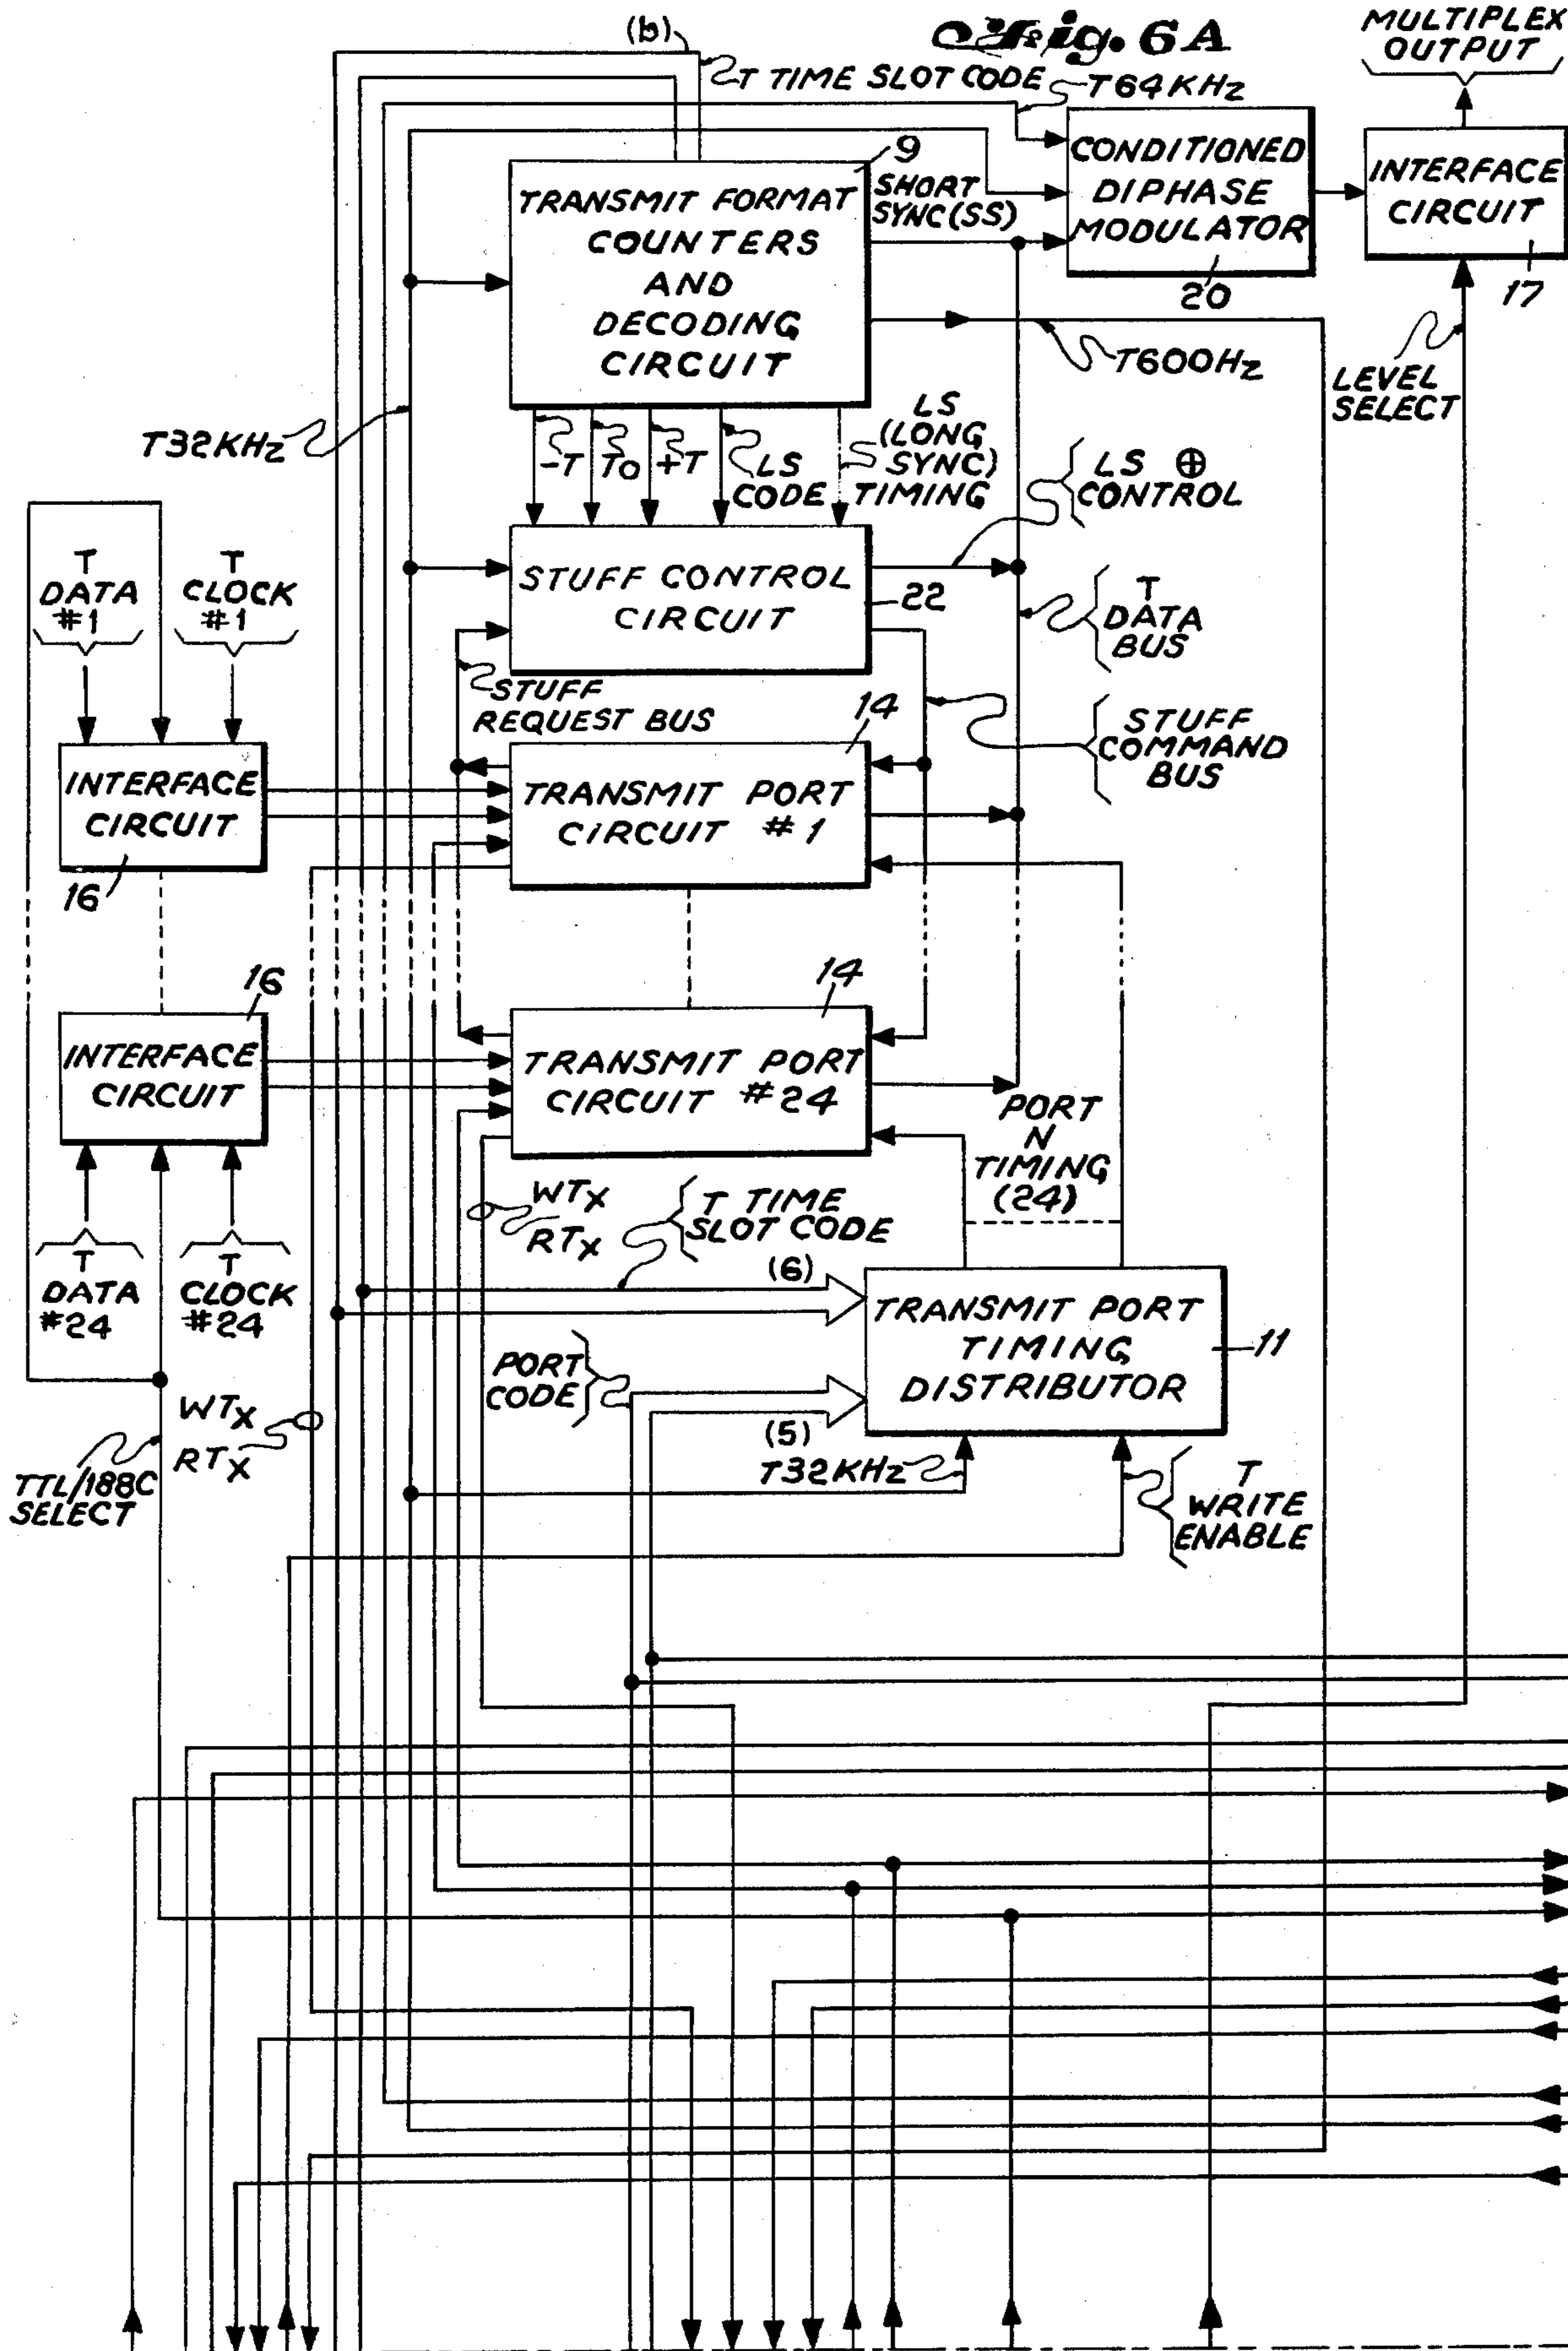 Fig. 6A
MULTIPLEX
OUTPUT
(b)
T TIME SLOT CODE
T64KHz
9
TRANSMIT FORMAT
COUNTERS
AND
DECODING
CIRCUIT
SHORT
SYNC(SS)
CONDITIONED
DIPHASE
MODULATOR
20
INTERFACE
CIRCUIT
17
T600Hz
LEVEL
SELECT
T32KHz
-T
TO
+T
LS
CODE
LS
(LONG
SYNC)
TIMING
LS ⊕
CONTROL
T
DATA
#1
T
CLOCK
#1
STUFF CONTROL
CIRCUIT
22
T
DATA
BUS
STUFF
REQUEST BUS
14
STUFF
COMMAND
BUS
INTERFACE
CIRCUIT
16
TRANSMIT PORT
CIRCUIT #1
16
INTERFACE
CIRCUIT
14
TRANSMIT PORT
CIRCUIT #24
PORT
N
TIMING
(24)
WTX
RTX
T TIME
SLOT CODE
(6)
T
DATA
#24
T
CLOCK
#24
TRANSMIT PORT
TIMING
DISTRIBUTOR
11
PORT
CODE
(5)
T32KHz
WTX
RTX
TTL/188C
SELECT
T
WRITE
ENABLE